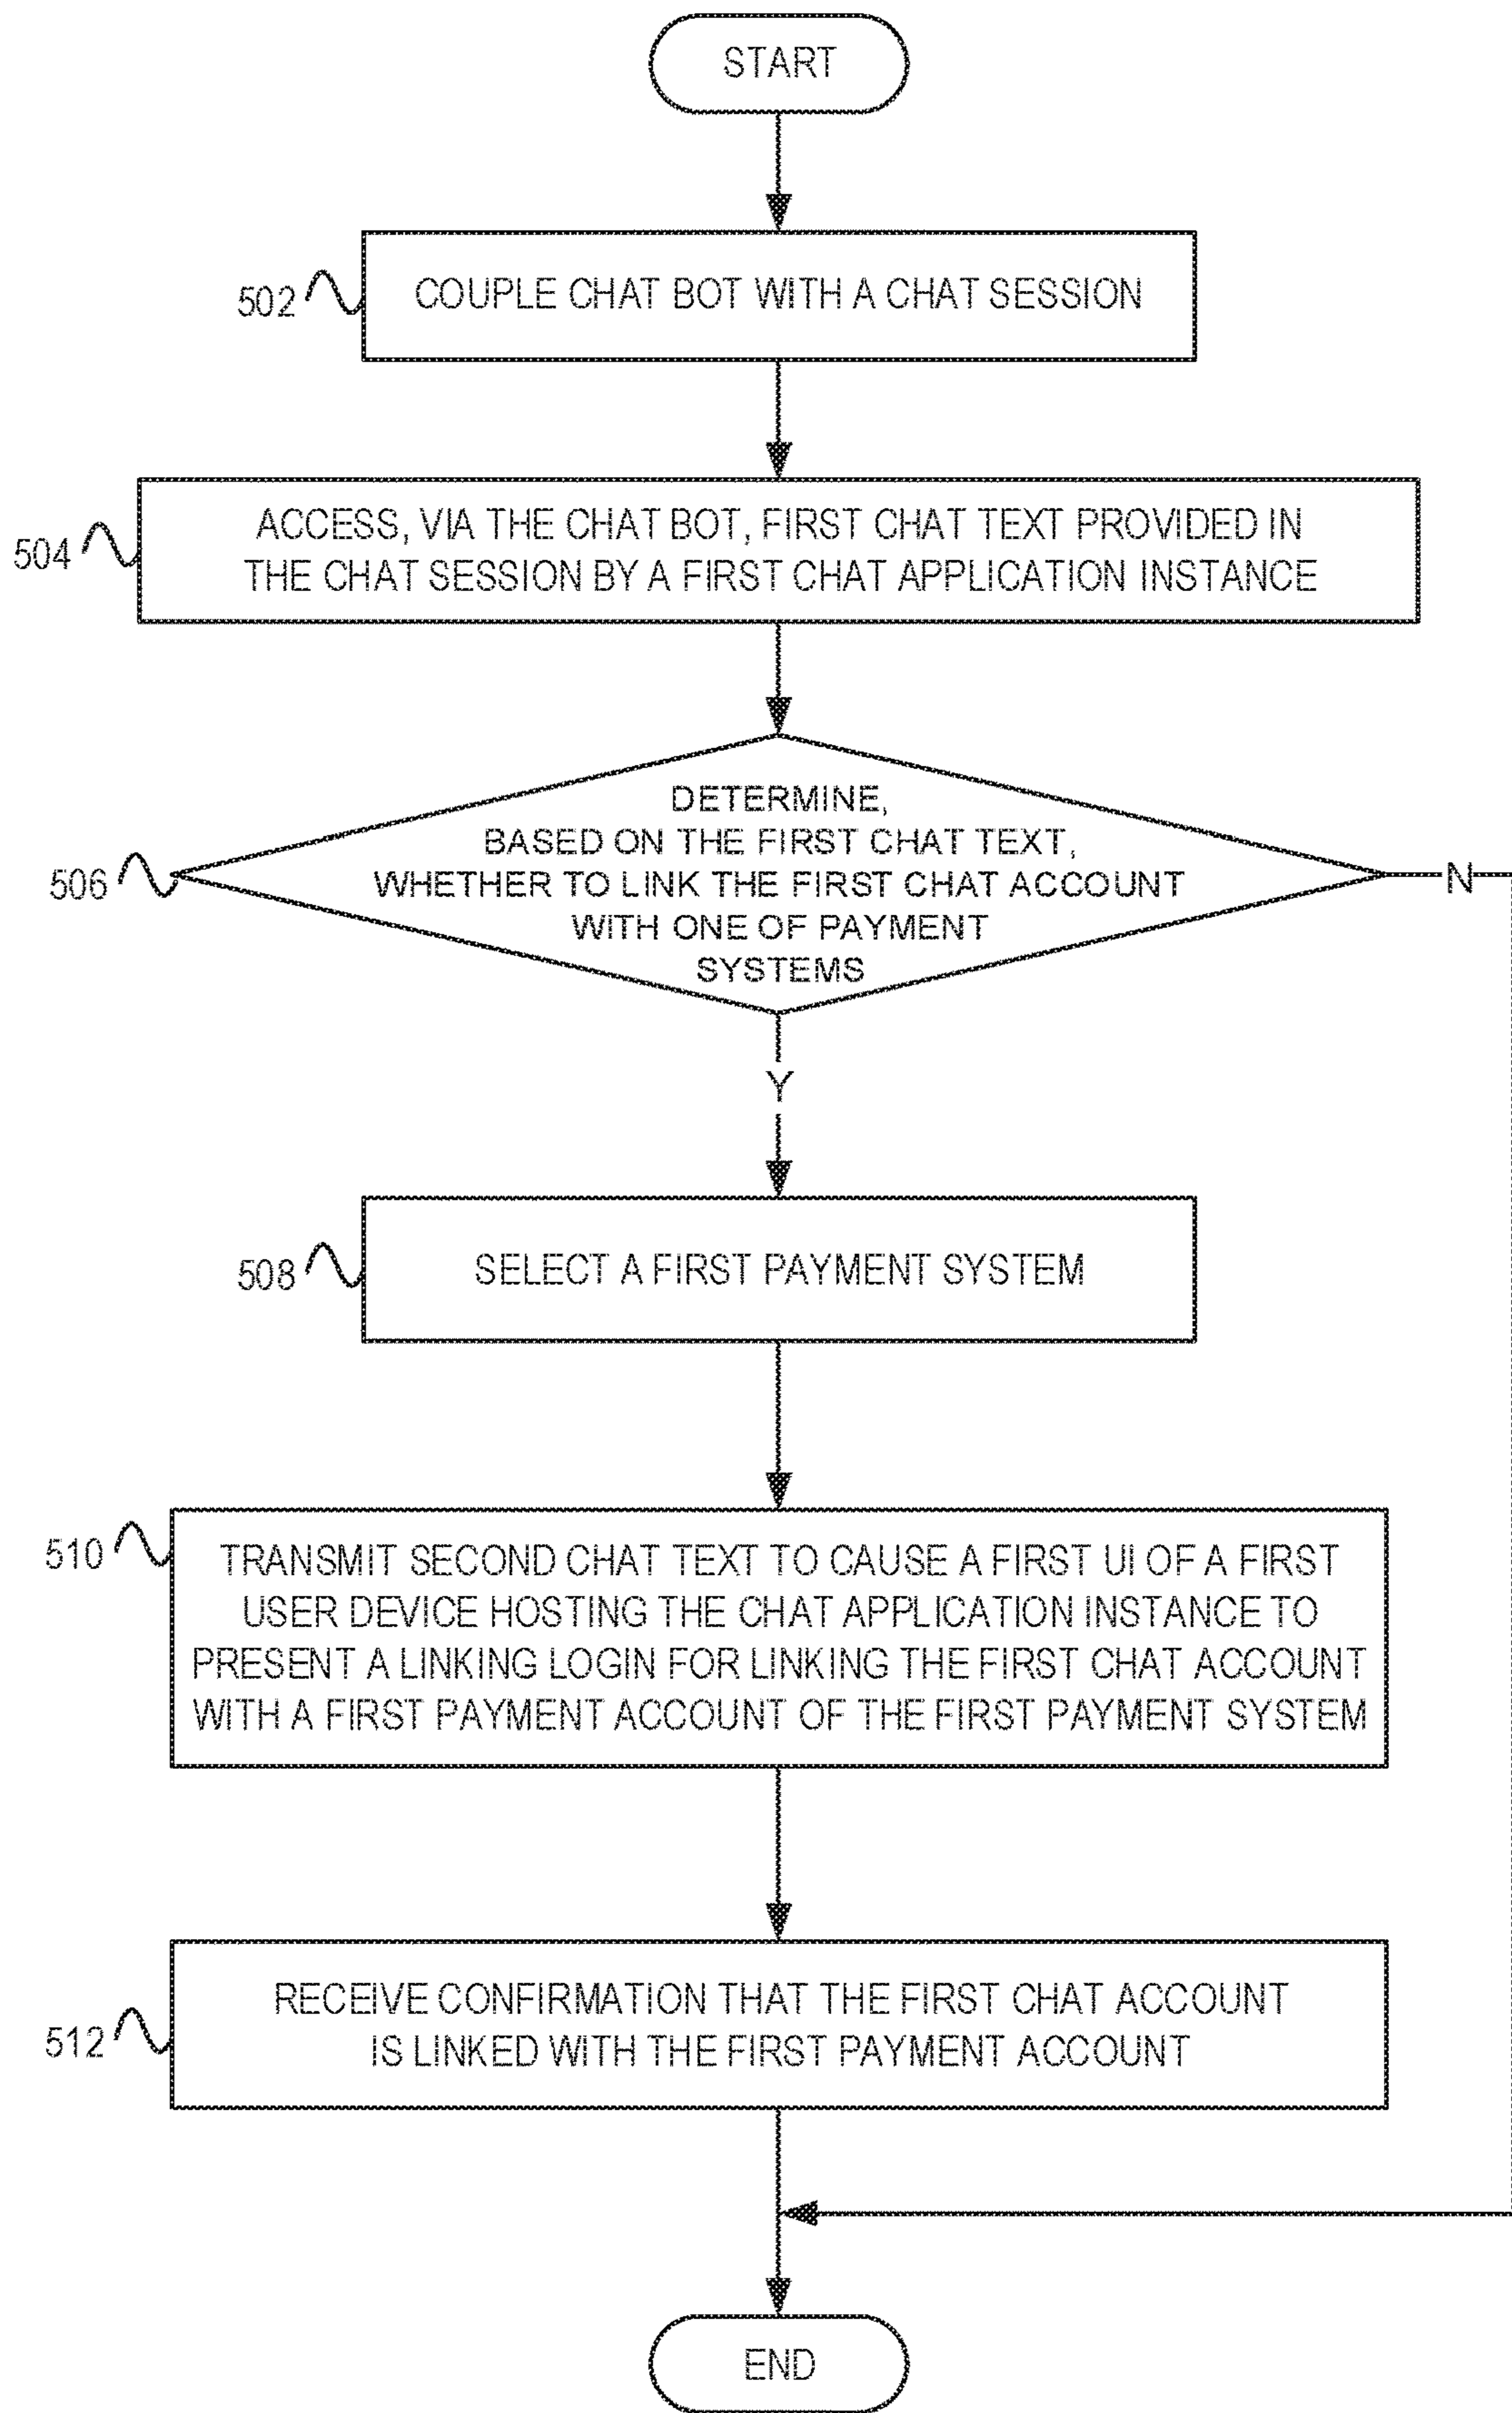 START
502
COUPLE CHAT BOT WITH A CHAT SESSION
504
ACCESS, VIA THE CHAT BOT, FIRST CHAT TEXT PROVIDED IN
THE CHAT SESSION BY A FIRST CHAT APPLICATION INSTANCE
506
DETERMINE,
BASED ON THE FIRST CHAT TEXT,
WHETHER TO LINK THE FIRST CHAT ACCOUNT
WITH ONE OF PAYMENT
SYSTEMS
N
Y
508
SELECT A FIRST PAYMENT SYSTEM
510
TRANSMIT SECOND CHAT TEXT TO CAUSE A FIRST UI OF A FIRST
USER DEVICE HOSTING THE CHAT APPLICATION INSTANCE TO
PRESENT A LINKING LOGIN FOR LINKING THE FIRST CHAT ACCOUNT
WITH A FIRST PAYMENT ACCOUNT OF THE FIRST PAYMENT SYSTEM
512
RECEIVE CONFIRMATION THAT THE FIRST CHAT ACCOUNT
IS LINKED WITH THE FIRST PAYMENT ACCOUNT
END